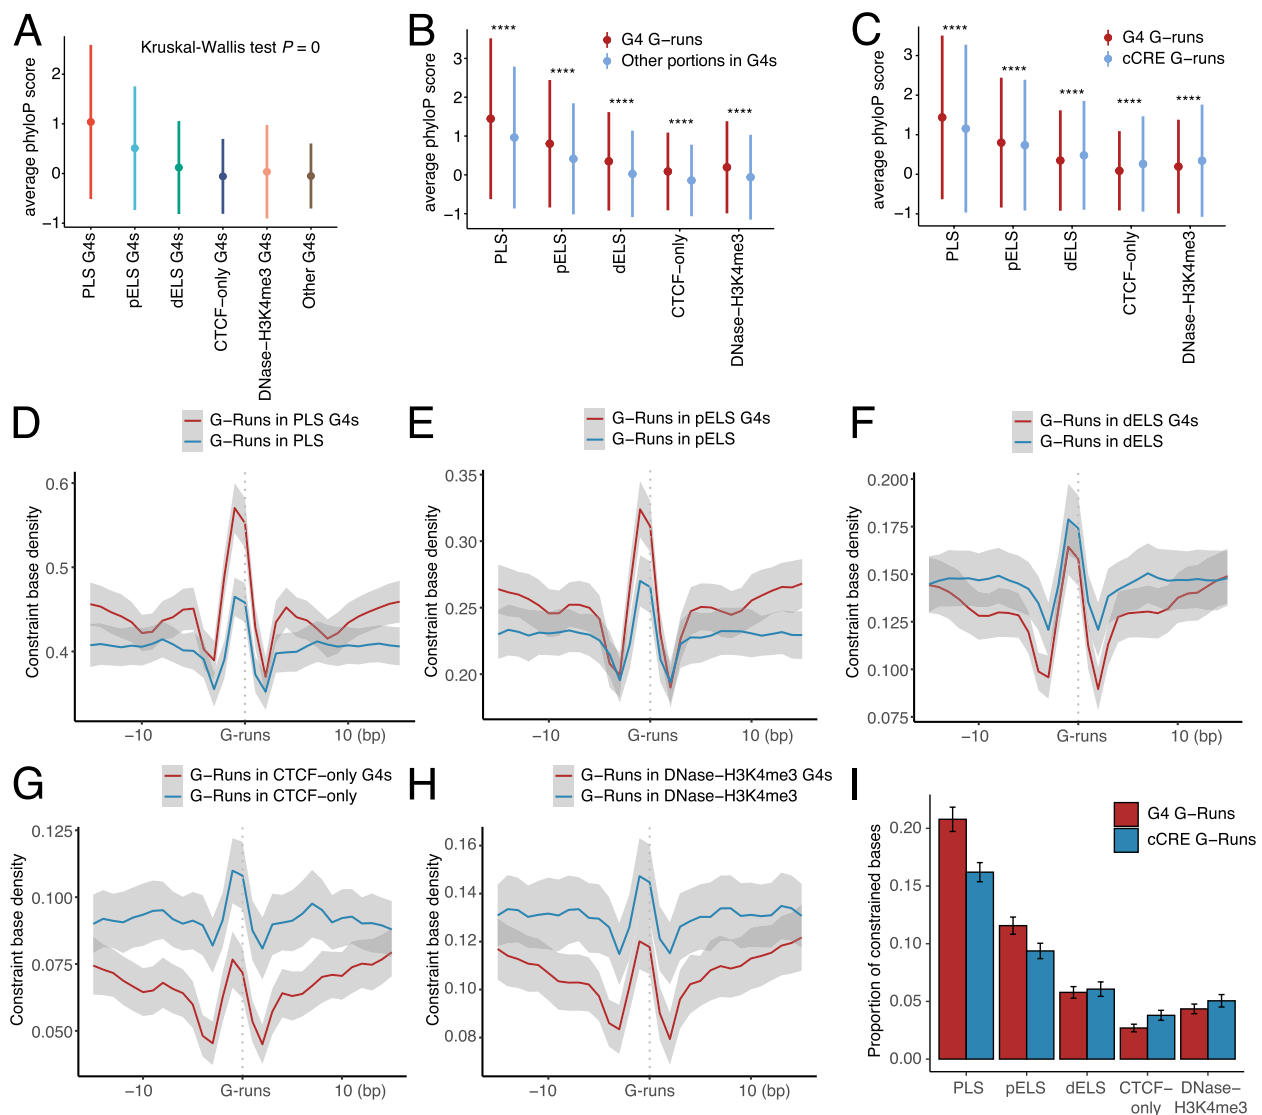 A
Kruskal-Wallis test P = 0
average phyloP score
2
1
0
−1
PLS G4s
pELS G4s
dELS G4s
CTCF−only G4s
DNase−H3K4me3 G4s
Other G4s
B
G4 G−runs
Other portions in G4s
average phyloP score
3
2
1
0
−1
****
****
****
****
****
PLS
pELS
dELS
CTCF−only
DNase−H3K4me3
C
G4 G−runs
cCRE G−runs
average phyloP score
3
2
1
0
−1
****
****
****
****
****
PLS
pELS
dELS
CTCF−only
DNase−H3K4me3
D
G−Runs in PLS G4s
G−Runs in PLS
Constraint base density
0.6
0.5
0.4
−10
G-runs
10 (bp)
E
G−Runs in pELS G4s
G−Runs in pELS
Constraint base density
0.35
0.30
0.25
0.20
−10
G-runs
10 (bp)
F
G−Runs in dELS G4s
G−Runs in dELS
Constraint base density
0.200
0.175
0.150
0.125
0.100
0.075
−10
G-runs
10 (bp)
G
G−Runs in CTCF−only G4s
G−Runs in CTCF−only
Constraint base density
0.125
0.100
0.075
0.050
−10
G-runs
10 (bp)
H
G−Runs in DNase−H3K4me3 G4s
G−Runs in DNase−H3K4me3
Constraint base density
0.16
0.14
0.12
0.10
0.08
−10
G-runs
10 (bp)
I
G4 G−Runs
cCRE G−Runs
Proportion of constrained bases
0.20
0.15
0.10
0.05
0.00
PLS
pELS
dELS
CTCF−
only
DNase−
H3K4me3